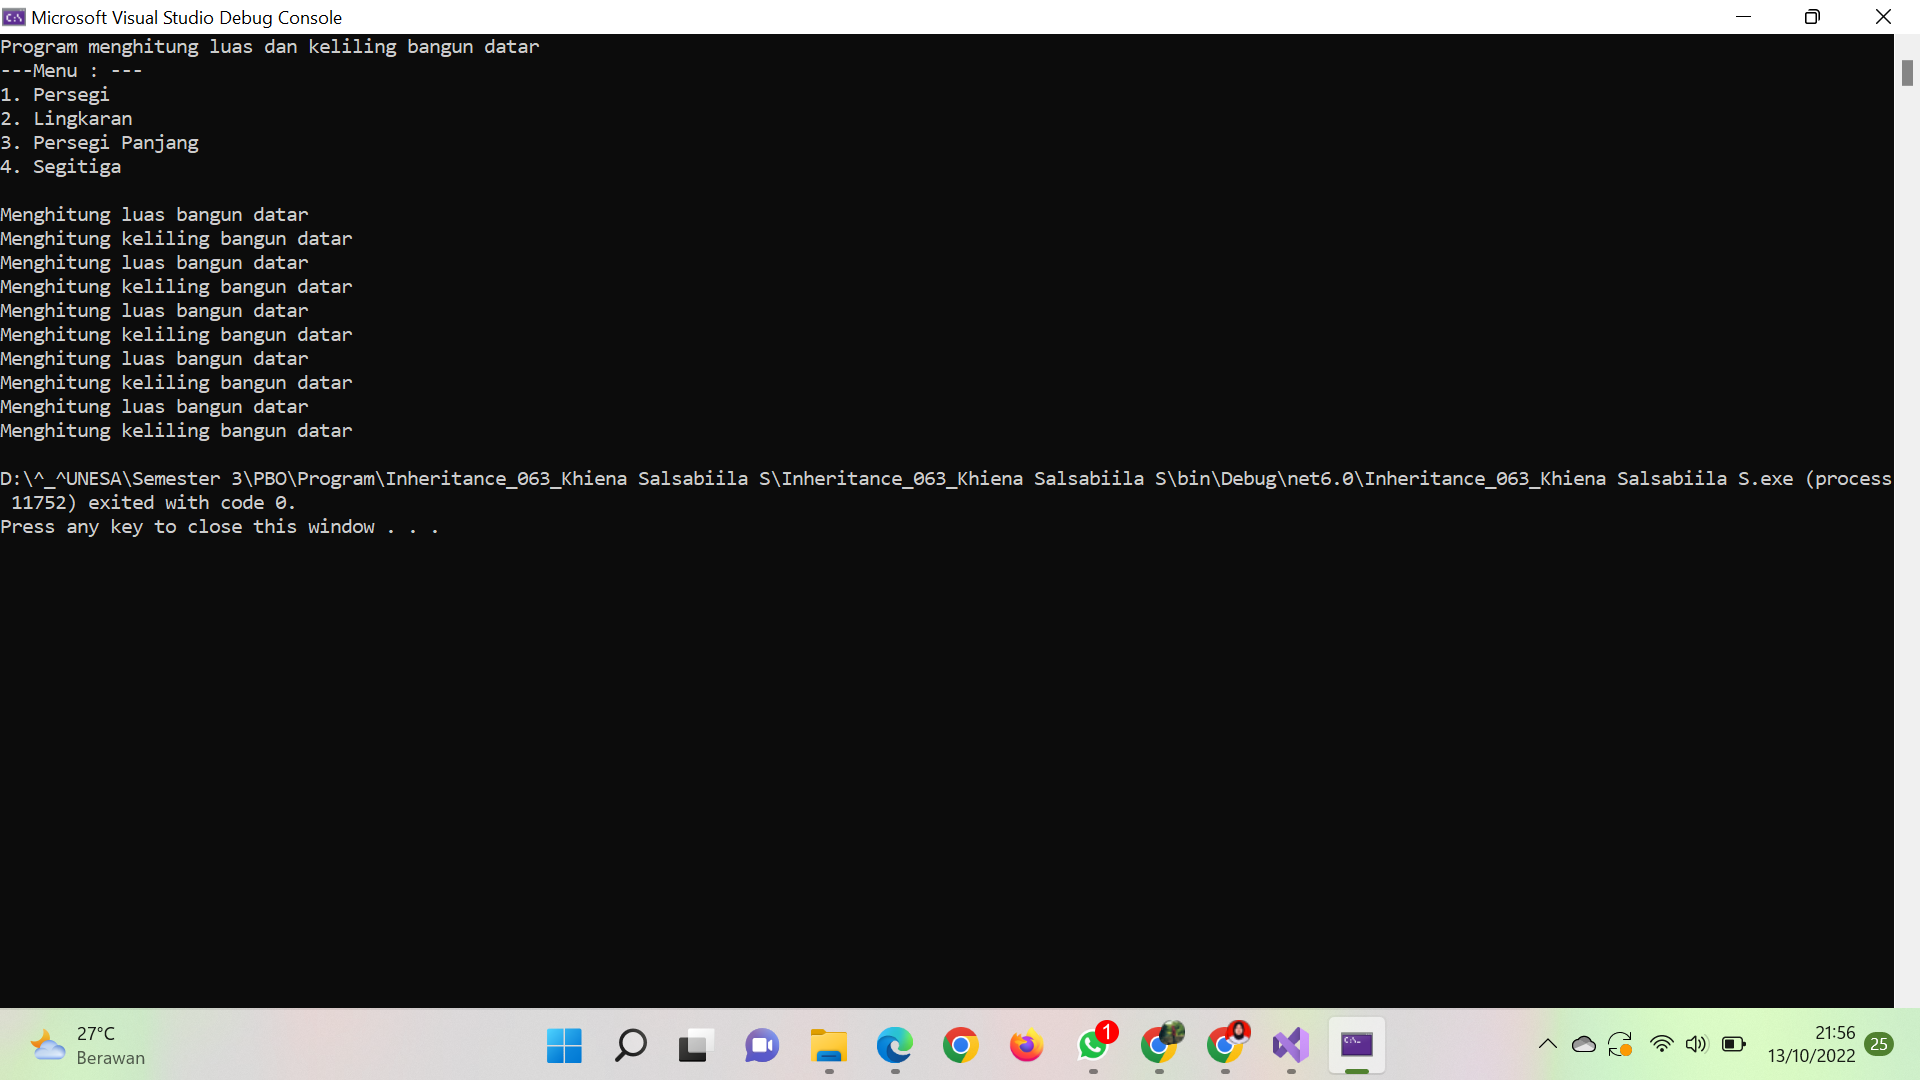 Microsoft Visual Studio Debug Console
Program menghitung luas dan keliling bangun datar
---Menu : ---
1. Persegi
2. Lingkaran
3. Persegi Panjang
4. Segitiga
Menghitung luas bangun datar
Menghitung keliling bangun datar
Menghitung luas bangun datar
Menghitung keliling bangun datar
Menghitung luas bangun datar
Menghitung keliling bangun datar
Menghitung luas bangun datar
Menghitung keliling bangun datar
Menghitung luas bangun datar
Menghitung keliling bangun datar
D:\^_^UNESA\Semester 3\PBO\Program\Inheritance_063_Khiena Salsabiila S\Inheritance_063_Khiena Salsabiila S\bin\Debug\net6.0\Inheritance_063_Khiena Salsabiila S.exe (process
 11752) exited with code 0.
Press any key to close this window . . .
27°C
Berawan
1
21:56
13/10/2022
25